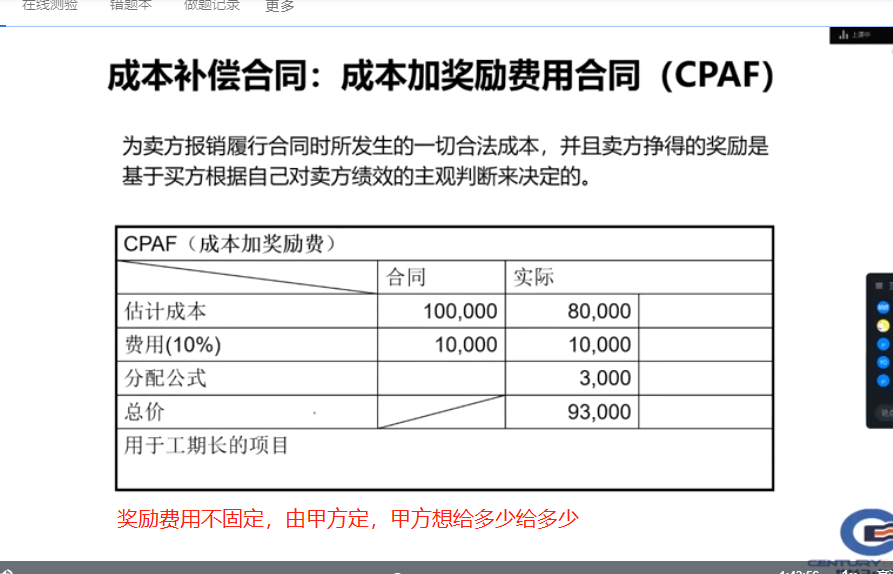 在线测验 错题本 做题记录 更多
上课中
成本补偿合同：成本加奖励费用合同（CPAF）
为卖方报销履行合同时所发生的一切合法成本，并且卖方挣得的奖励是
基于买方根据自己对卖方绩效的主观判断来决定的。
CPAF（成本加奖励费）
合同 实际
估计成本 100,000 80,000
费用(10%) 10,000 10,000
分配公式 3,000
总价 93,000
用于工期长的项目
奖励费用不固定，由甲方定，甲方想给多少给多少
CENTURY